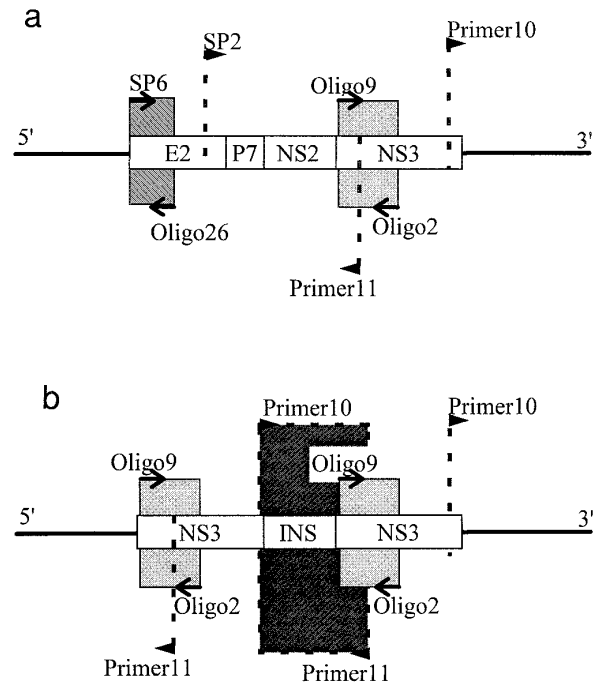 a
SP2
Primer10
SP6
Oligo9
5'
3'
E2
P7
NS2
NS3
Oligo26
Oligo2
Primer11
b
Primer10
Primer10
Oligo9
Oligo9
5'
3'
NS3
INS
NS3
Oligo2
Oligo2
Primer11
Primer11